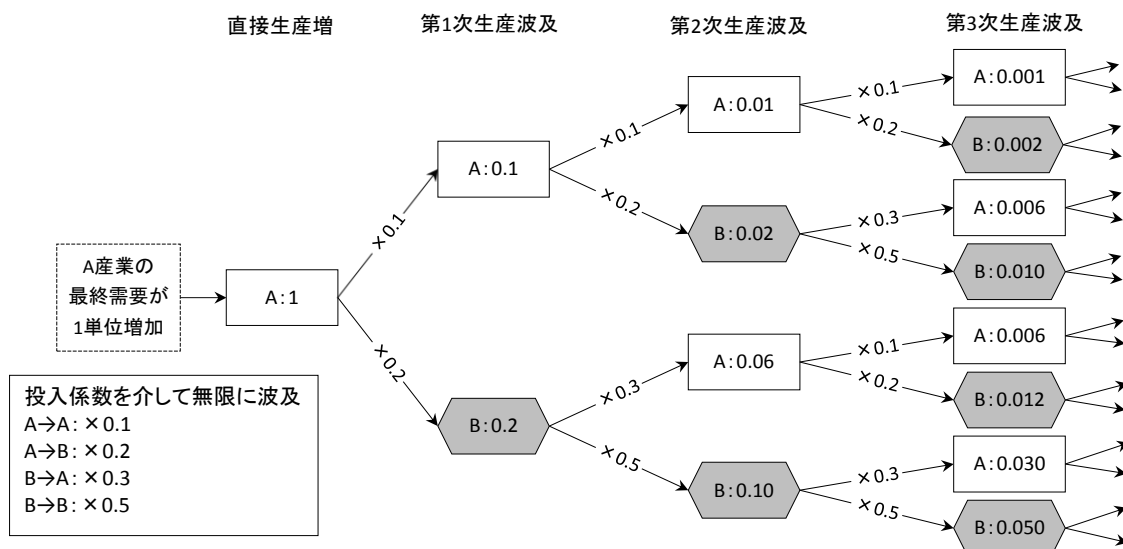 直接生産増
第1次生産波及
第2次生産波及
第3次生産波及
A産業の
最終需要が
1単位増加
A:1
×0.1
×0.2
A:0.1
B:0.2
×0.1
×0.2
×0.3
×0.5
A:0.01
B:0.02
A:0.06
B:0.10
×0.1
×0.2
×0.3
×0.5
×0.1
×0.2
×0.3
×0.5
A:0.001
B:0.002
A:0.006
B:0.010
A:0.006
B:0.012
A:0.030
B:0.050
投入係数を介して無限に波及
A→A: ×0.1
A→B: ×0.2
B→A: ×0.3
B→B: ×0.5